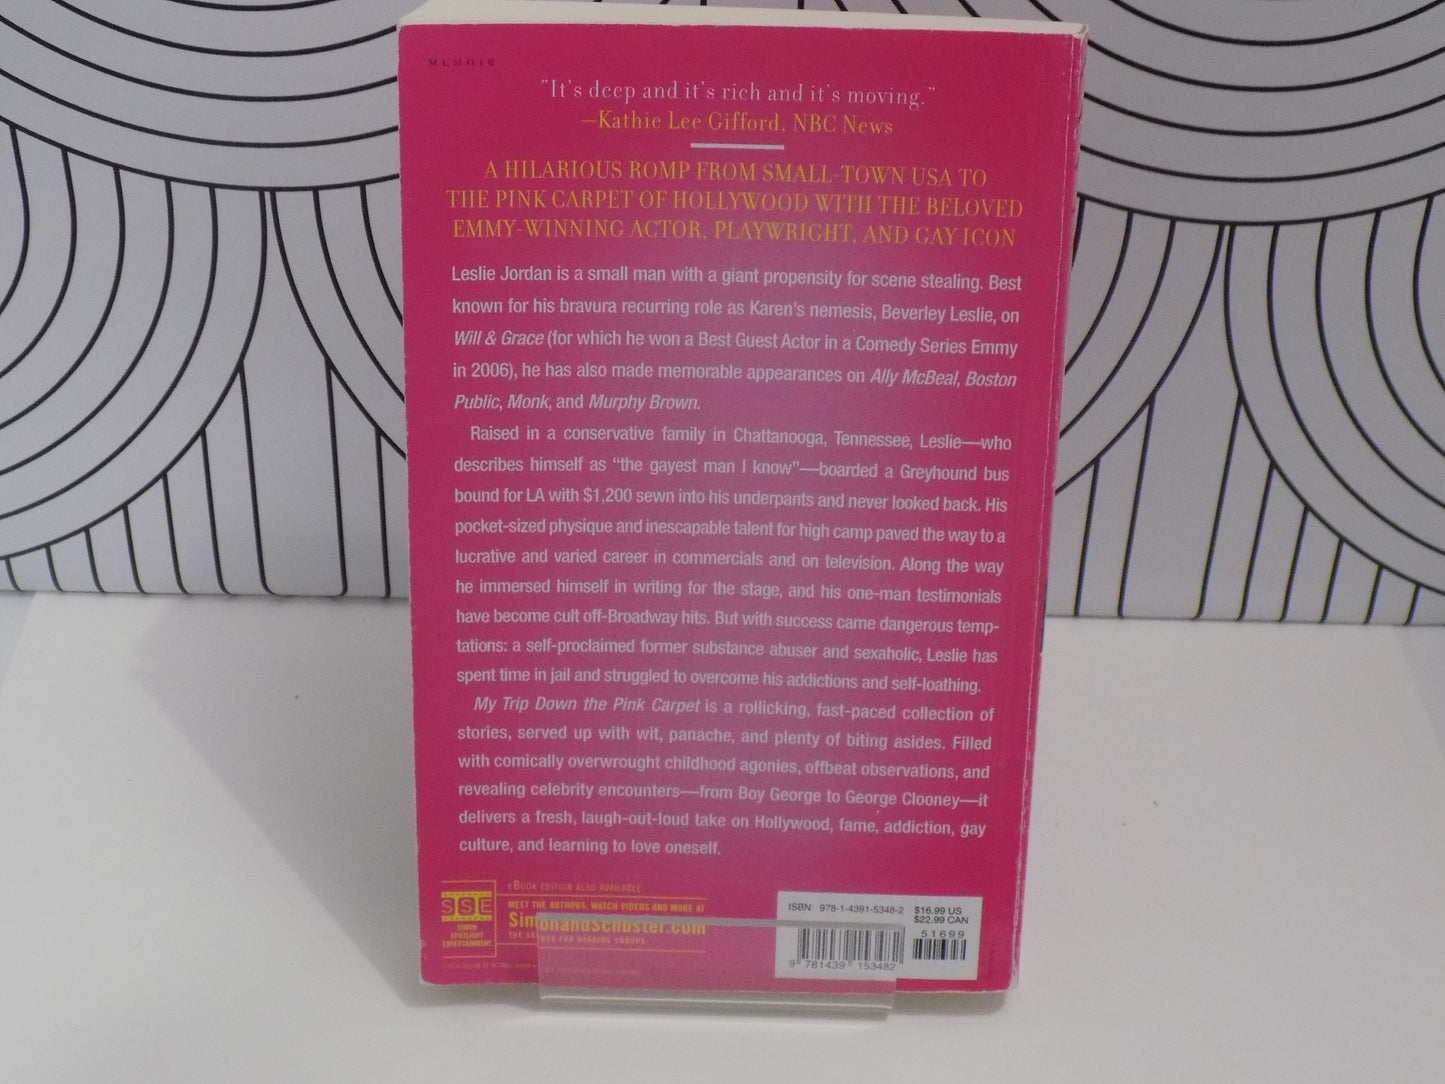 MEMOIR
"It's deep and it's rich and it's moving."
—Kathie Lee Gifford, NBC News
A HILARIOUS ROMP FROM SMALL-TOWN USA TO
THE PINK CARPET OF HOLLYWOOD WITH THE BELOVED
EMMY-WINNING ACTOR, PLAYWRIGHT, AND GAY ICON
Leslie Jordan is a small man with a giant propensity for scene stealing. Best
known for his bravura recurring role as Karen's nemesis, Beverley Leslie, on
Will & Grace (for which he won a Best Guest Actor in a Comedy Series Emmy
in 2006), he has also made memorable appearances on Ally McBeal, Boston
Public, Monk, and Murphy Brown.
Raised in a conservative family in Chattanooga, Tennessee, Leslie—who
describes himself as "the gayest man I know"—boarded a Greyhound bus
bound for LA with $1,200 sewn into his underpants and never looked back. His
pocket-sized physique and inescapable talent for high camp paved the way to a
lucrative and varied career in commercials and on television. Along the way
he immersed himself in writing for the stage, and his one-man testimonials
have become cult off-Broadway hits. But with success came dangerous temp-
tations: a self-proclaimed former substance abuser and sexaholic, Leslie has
spent time in jail and struggled to overcome his addictions and self-loathing.
My Trip Down the Pink Carpet is a rollicking, fast-paced collection of
stories, served up with wit, panache, and plenty of biting asides. Filled
with comically overwrought childhood agonies, offbeat observations, and
revealing celebrity encounters—from Boy George to George Clooney—it
delivers a fresh, laugh-out-loud take on Hollywood, fame, addiction, gay
culture, and learning to love oneself.
SSE
SIMON
SPOTLIGHT
ENTERTAINMENT
EBOOK EDITION ALSO AVAILABLE
MEET THE AUTHORS, WATCH VIDEOS AND MORE AT
SimonandSchuster.com
THE FOR READING GROUPS
ISBN: 978-1-4391-5348-2
$16.99 US
$22.99 CAN
51699
9 781439 153482